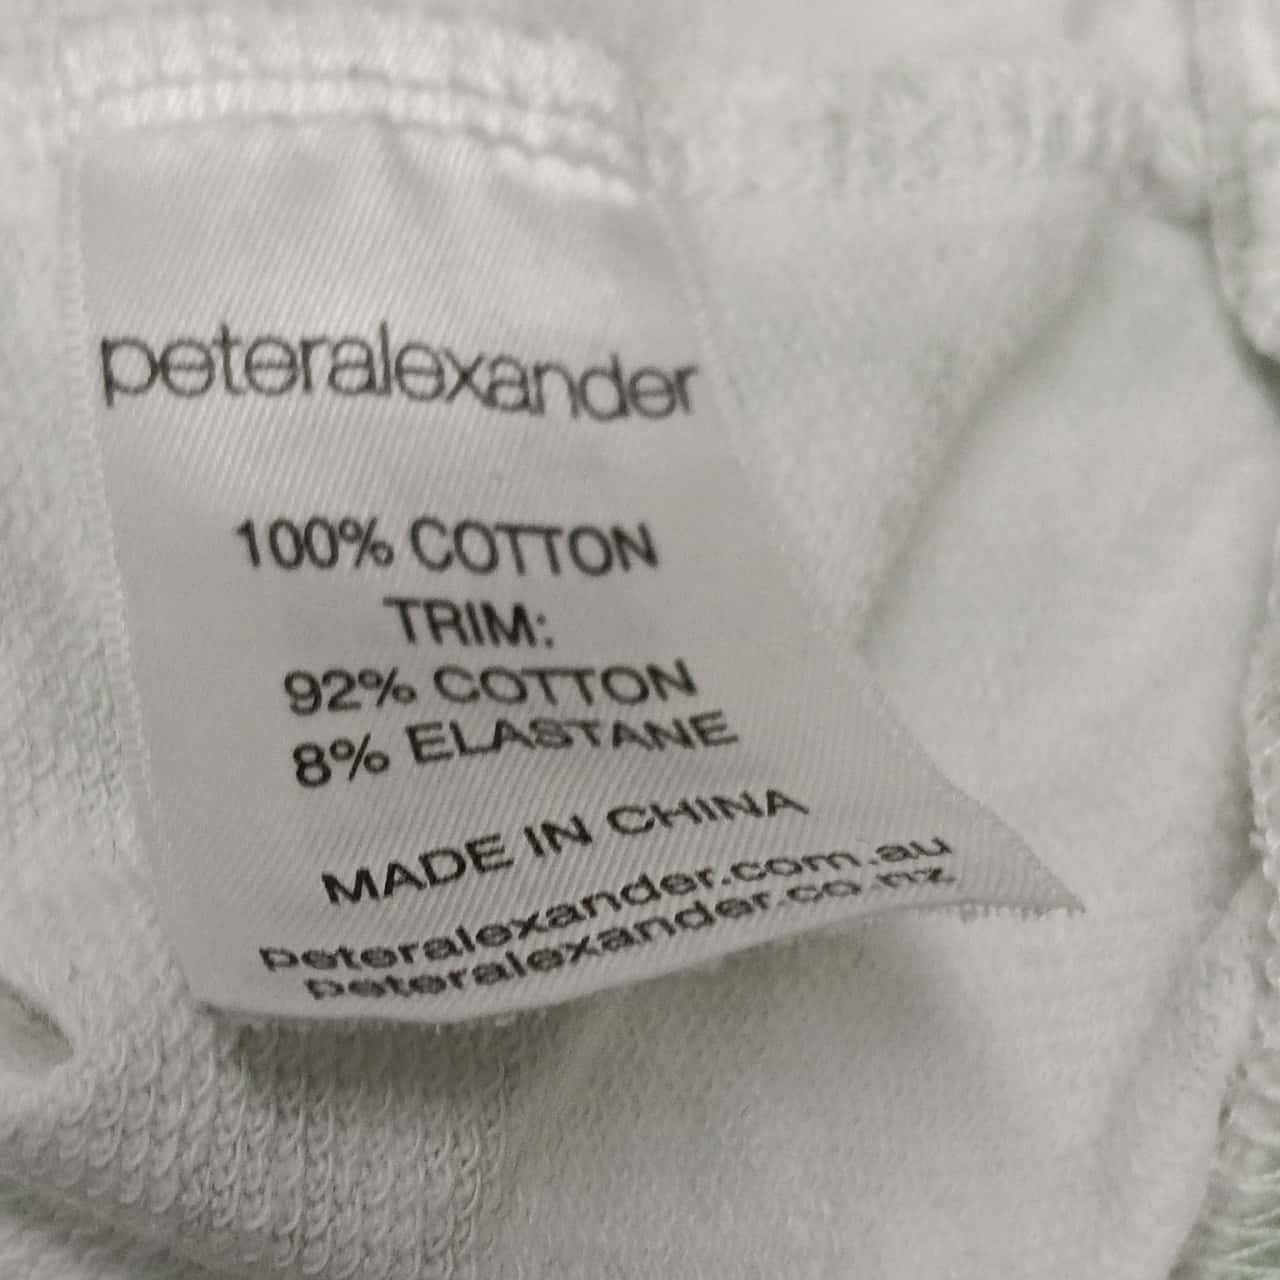 peteralexander
100% COTTON
TRIM:
92% COTTON
8% ELASTANE
MADE IN CHINA
peteralexander.com.au
peteralexander.co.nz